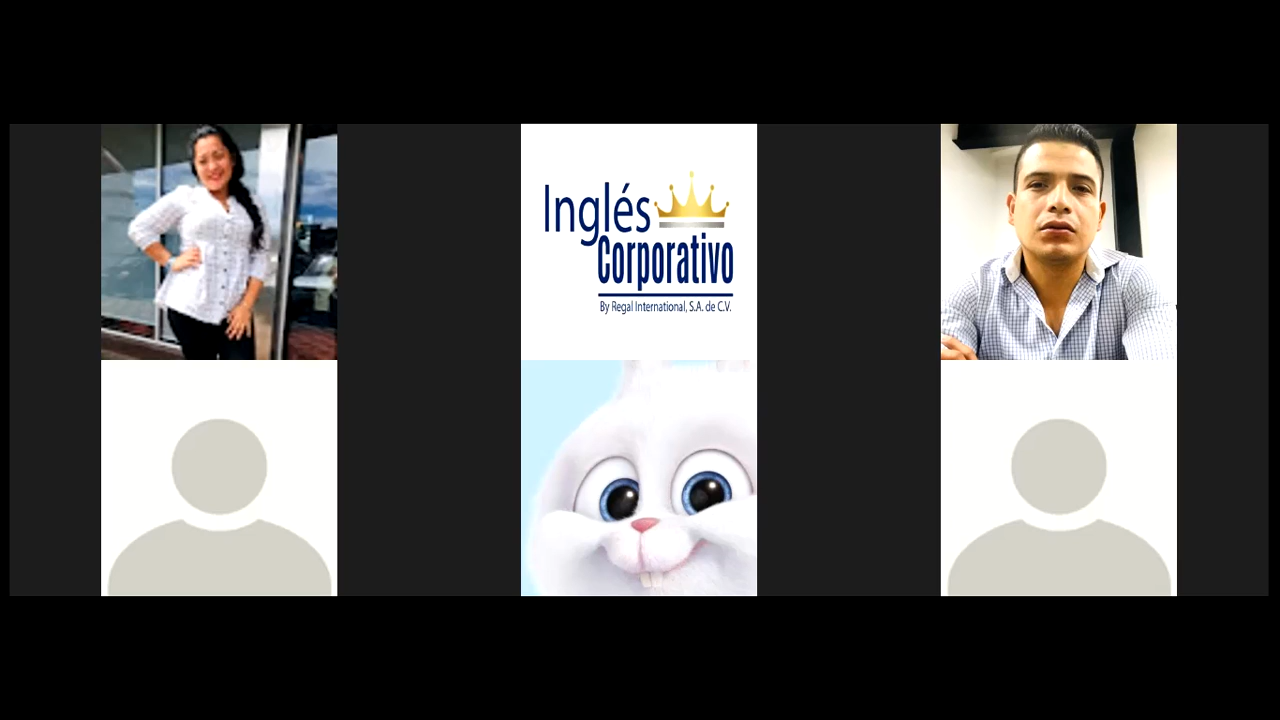 Inglés
Corporativo
By Regal International, S.A. de C.V.